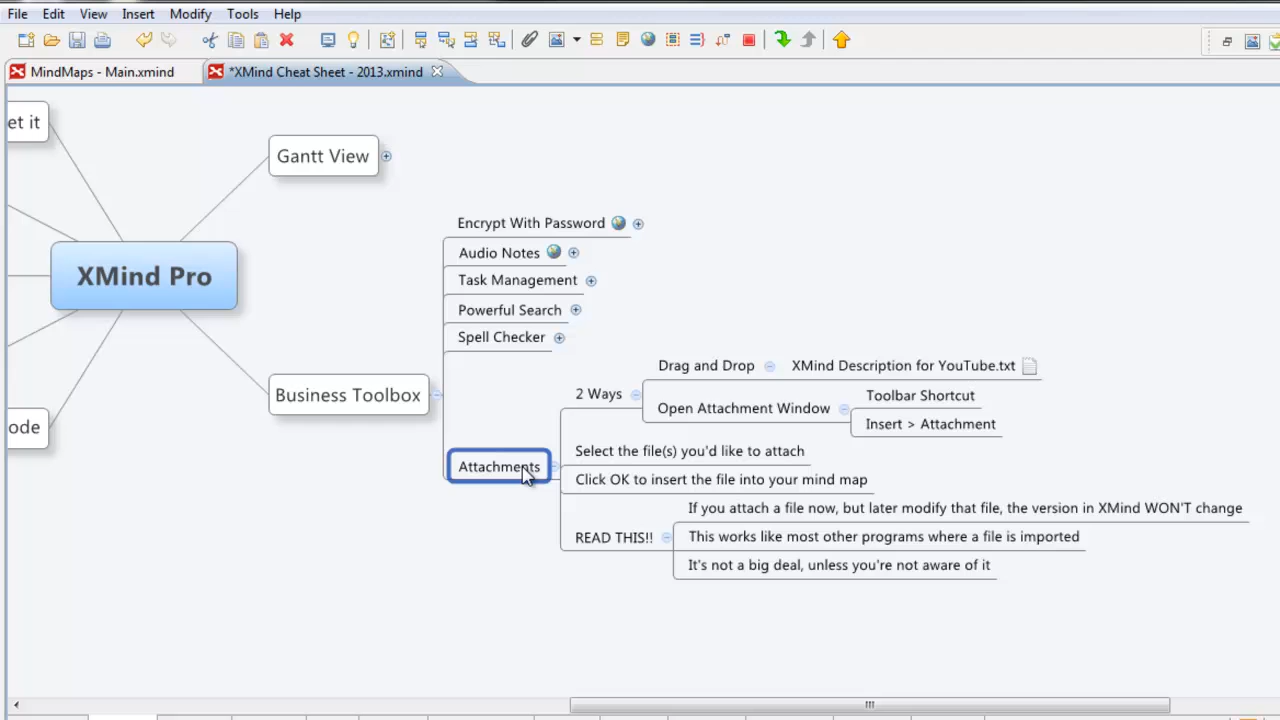 File Edit View Insert Modify Tools Help
MindMaps - Main.xmind
*XMind Cheat Sheet - 2013.xmind
et it
Gantt View
XMind Pro
Encrypt With Password
Audio Notes
Task Management
Powerful Search
Spell Checker
Business Toolbox
ode
Attachments
2 Ways
Drag and Drop
XMind Description for YouTube.txt
Open Attachment Window
Toolbar Shortcut
Insert > Attachment
Select the file(s) you'd like to attach
Click OK to insert the file into your mind map
READ THIS!!
If you attach a file now, but later modify that file, the version in XMind WON'T change
This works like most other programs where a file is imported
It's not a big deal, unless you're not aware of it